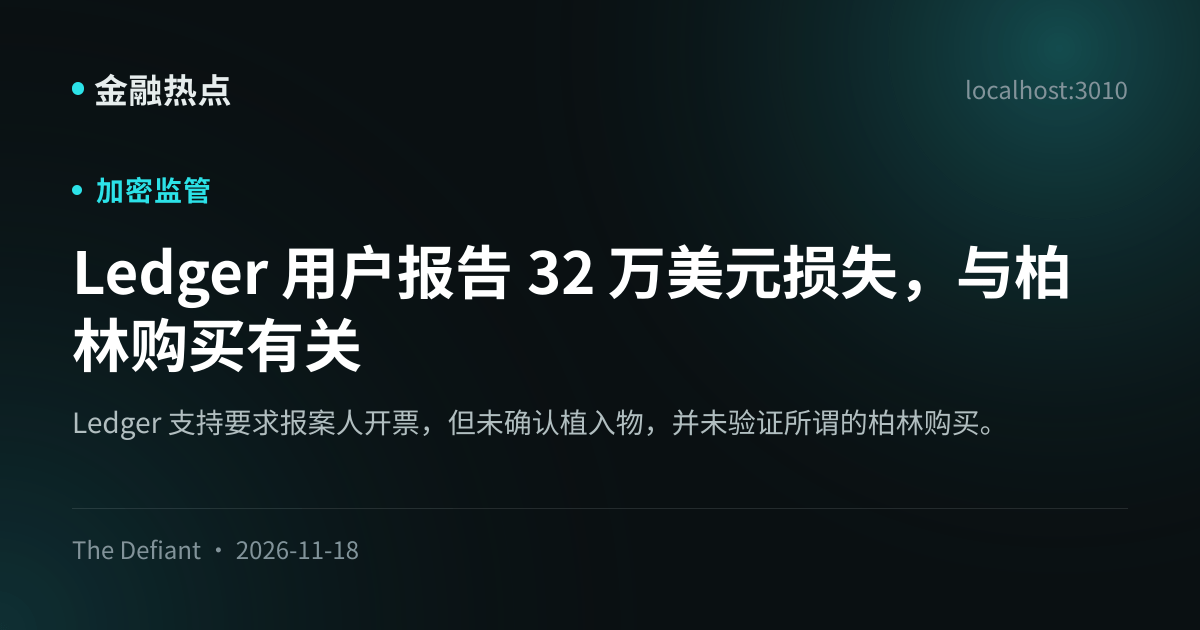 金融热点
localhost:3010
加密监管
Ledger 用户报告 32 万美元损失，与柏
林购买有关
Ledger 支持要求报案人开票，但未确认植入物，并未验证所谓的柏林购买。
The Defiant · 2026-11-18